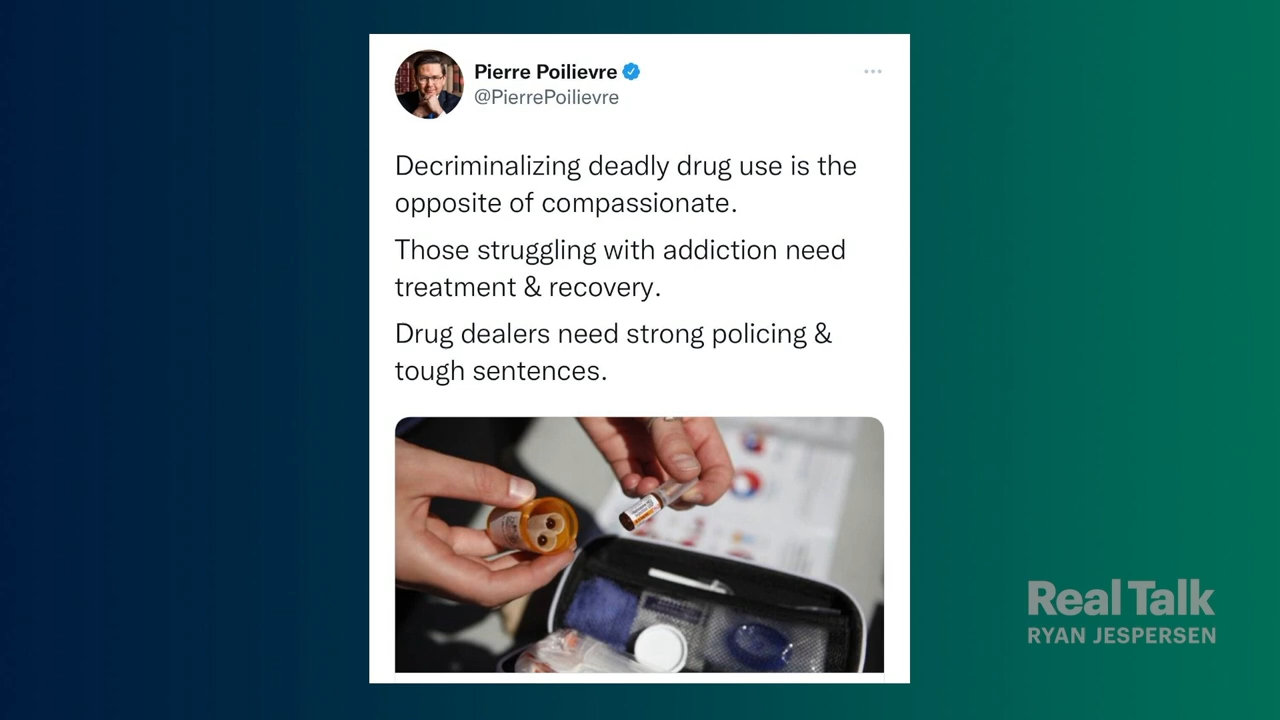 Pierre Poilievre
@PierrePoilievre
Decriminalizing deadly drug use is the
opposite of compassionate.
Those struggling with addiction need
treatment & recovery.
Drug dealers need strong policing &
tough sentences.
Real Talk
RYAN JESPERSEN